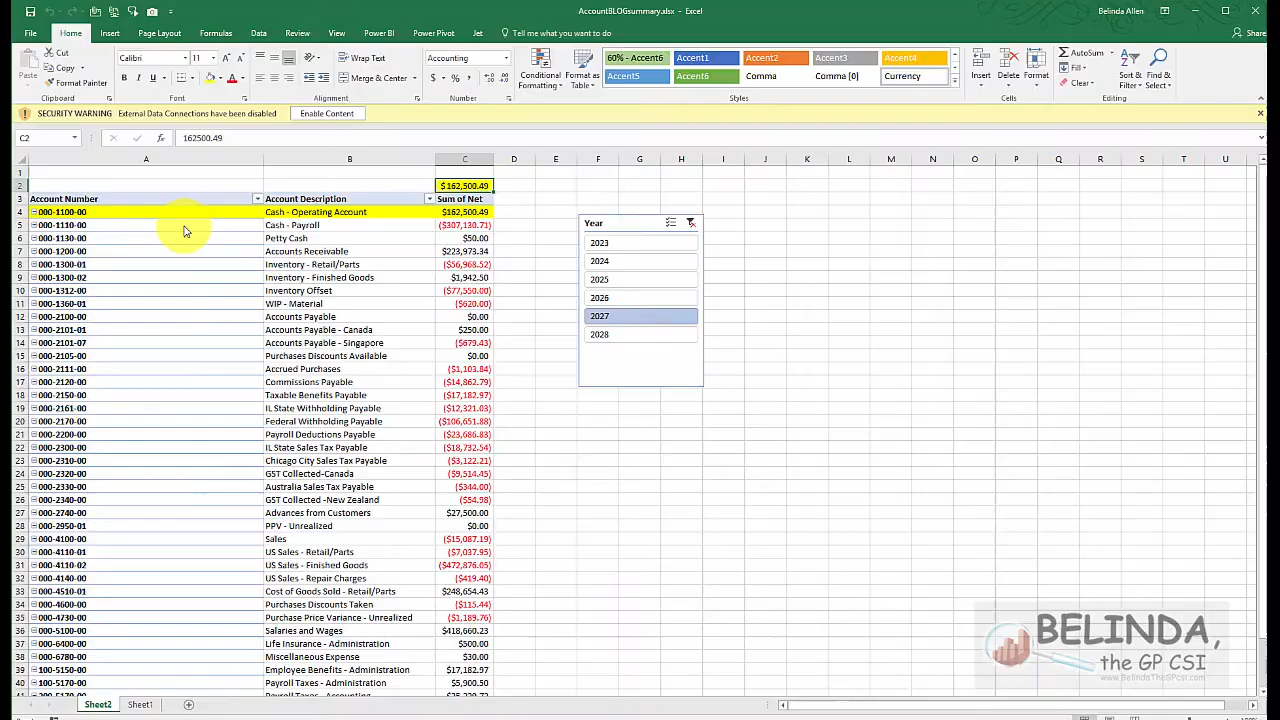 AccountBLOGsummary.xlsx - Excel
Belinda Allen
File Home Insert Page Layout Formulas Data Review View Power BI Power Pivot Jet Tell me what you want to do Share
Cut
Copy
Format Painter
Paste
Clipboard
Calibri 11
B I U
Font
Wrap Text
Merge & Center
Alignment
Accounting
$ % ,
Number
Conditional Formatting
Format as Table
60% - Accent6 Accent1 Accent2 Accent3 Accent4
Accent5 Accent6 Comma Comma [0] Currency
Styles
Insert Delete Format
Cells
AutoSum
Fill
Clear
Sort & Filter
Find & Select
Editing
SECURITY WARNING External Data Connections have been disabled Enable Content
C2 fx 162500.49
A B C D E F G H I J K L M N O P Q R S T U
1
2 $162,500.49
3 Account Number Account Description Sum of Net
4 000-1100-00 Cash - Operating Account $162,500.49
5 000-1110-00 Cash - Payroll ($307,130.71)
6 000-1130-00 Petty Cash $50.00
7 000-1200-00 Accounts Receivable $223,973.34
8 000-1300-01 Inventory - Retail/Parts ($56,968.52)
9 000-1300-02 Inventory - Finished Goods $1,942.50
10 000-1312-00 Inventory Offset ($77,550.00)
11 000-1360-01 WIP - Material ($620.00)
12 000-2100-00 Accounts Payable $0.00
13 000-2101-01 Accounts Payable - Canada $250.00
14 000-2101-07 Accounts Payable - Singapore ($679.43)
15 000-2105-00 Purchases Discounts Available $0.00
16 000-2111-00 Accrued Purchases ($1,103.84)
17 000-2120-00 Commissions Payable ($14,862.79)
18 000-2150-00 Taxable Benefits Payable ($17,182.97)
19 000-2161-00 IL State Withholding Payable ($12,321.03)
20 000-2170-00 Federal Withholding Payable ($106,651.88)
21 000-2200-00 Payroll Deductions Payable ($23,686.83)
22 000-2300-00 IL State Sales Tax Payable ($18,732.54)
23 000-2310-00 Chicago City Sales Tax Payable ($3,122.21)
24 000-2320-00 GST Collected-Canada ($9,514.45)
25 000-2330-00 Australia Sales Tax Payable ($344.00)
26 000-2340-00 GST Collected -New Zealand ($54.98)
27 000-2740-00 Advances from Customers $27,500.00
28 000-2950-01 PPV - Unrealized $0.00
29 000-4100-00 Sales ($15,087.19)
30 000-4110-01 US Sales - Retail/Parts ($7,037.95)
31 000-4110-02 US Sales - Finished Goods ($472,876.05)
32 000-4140-00 US Sales - Repair Charges ($419.40)
33 000-4510-01 Cost of Goods Sold - Retail/Parts $248,654.43
34 000-4600-00 Purchases Discounts Taken ($115.44)
35 000-4730-00 Purchase Price Variance - Unrealized ($1,189.76)
36 000-5100-00 Salaries and Wages $418,660.23
37 000-6400-00 Life Insurance - Administration $500.00
38 000-6780-00 Miscellaneous Expense $30.00
39 100-5150-00 Employee Benefits - Administration $17,182.97
40 100-5170-00 Payroll Taxes - Administration $5,900.50
Year
2023
2024
2025
2026
2027
2028
BELINDA,
the GP CSI
www.BelindaTheGPcsi.com
Sheet2 Sheet1